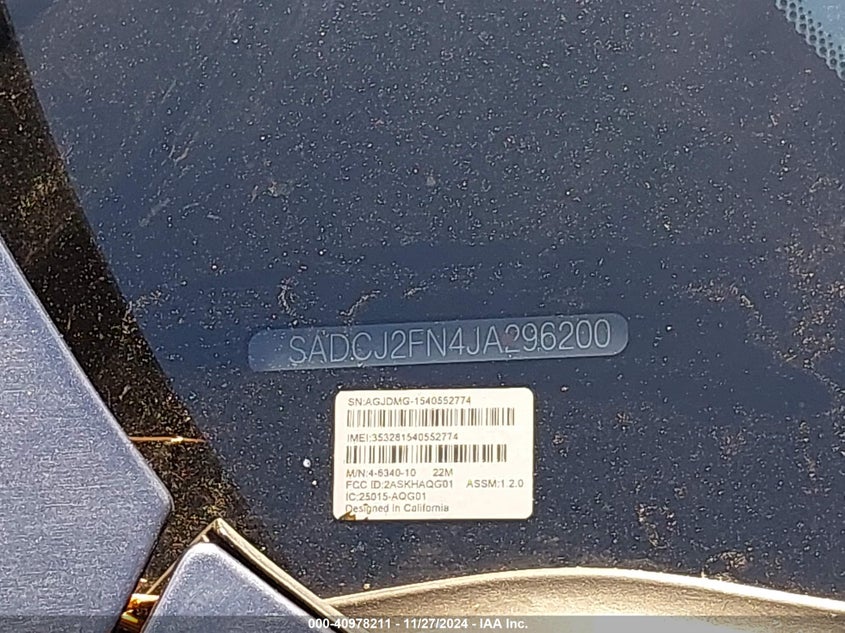 SADCJ2FN4JA296200
SN:AGJDMG-1540552774
IMEI:353281540552774
M/N:4-6340-10 22M
FCC ID:2ASKHAQG01 ASSM:1.2.0
IC:25015-AQG01
Designed in California
000-40978211 - 11/27/2024 - IAA Inc.